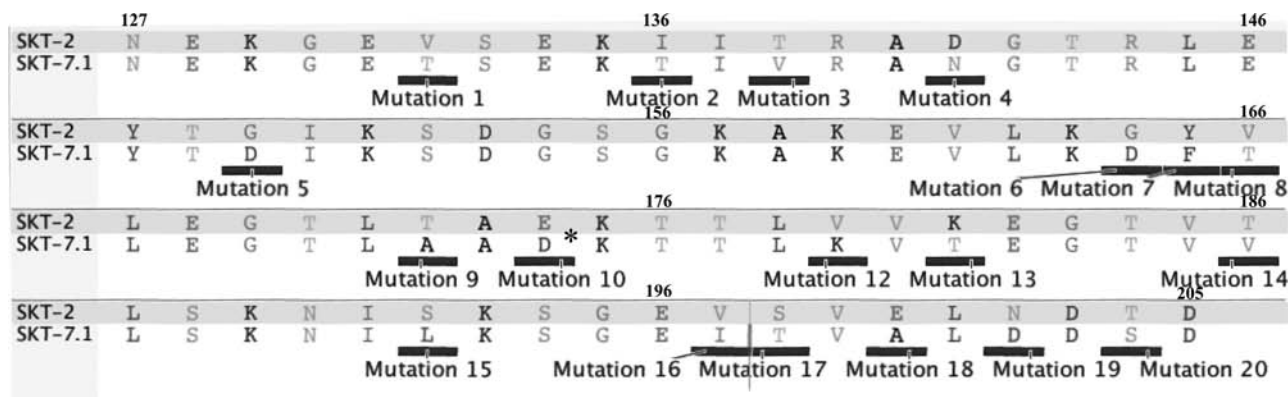 127 136 146
SKT-2 N E K G E V S E K I I T R A D G T R L E
SKT-7.1 N E K G E T S E K T I V R A N G T R L E
Mutation 1 Mutation 2 Mutation 3 Mutation 4
156 166
SKT-2 Y T G I K S D G S G K A K E V L K G Y V
SKT-7.1 Y T D I K S D G S G K A K E V L K D F T
Mutation 5 Mutation 6 Mutation 7 Mutation 8
176 186
SKT-2 L E G T L T A E K T T L V V K E G T V T
SKT-7.1 L E G T L A A D * K T T L K V T E G T V V
Mutation 9 Mutation 10 Mutation 12 Mutation 13 Mutation 14
196 205
SKT-2 L S K N I S K S G E V S V E L N D T D
SKT-7.1 L S K N I L K S G E I T V A L D D S D
Mutation 15 Mutation 16 Mutation 17 Mutation 18 Mutation 19 Mutation 20